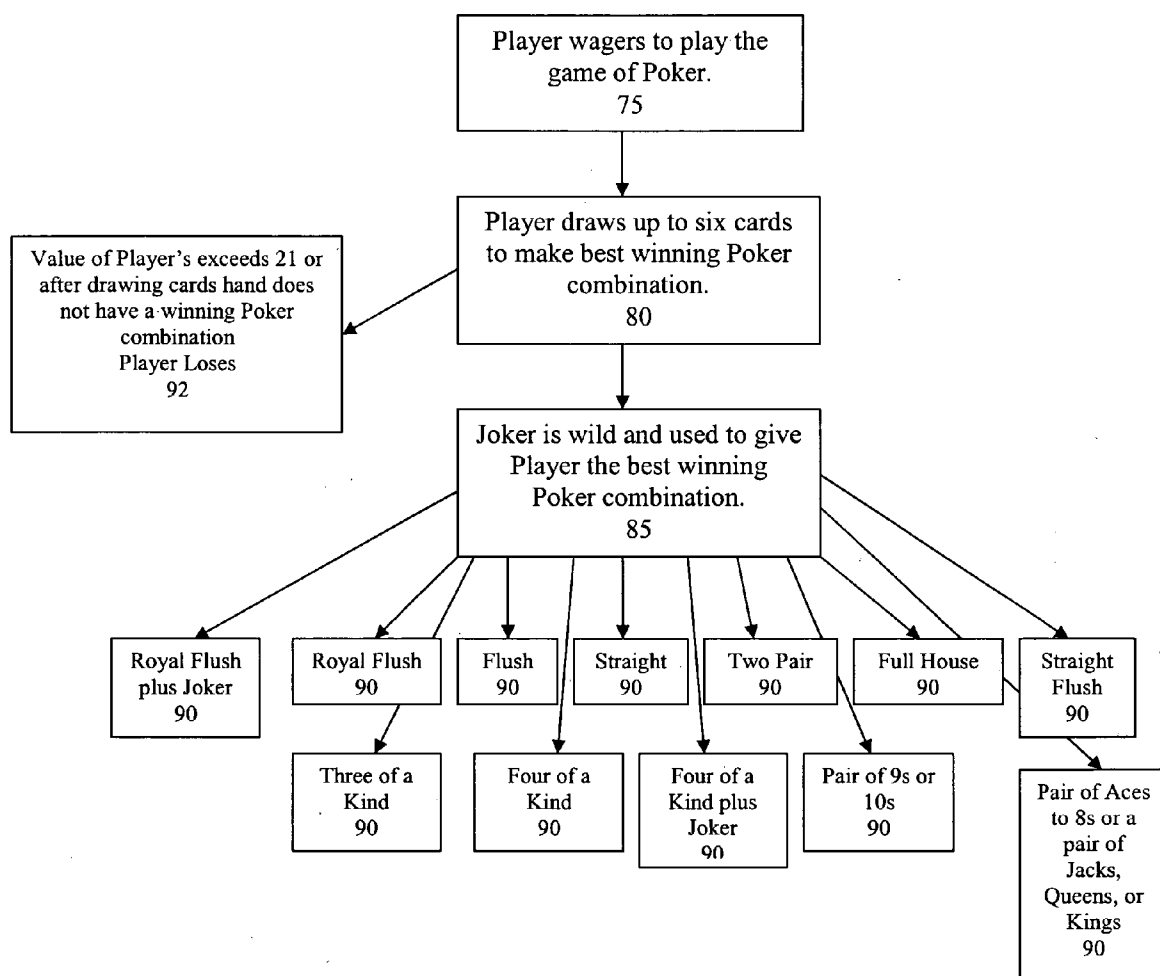 Player wagers to play the
game of Poker.
75
Player draws up to six cards
to make best winning Poker
combination.
80
Value of Player's exceeds 21 or
after drawing cards hand does
not have a winning Poker
combination
Player Loses
92
Joker is wild and used to give
Player the best winning
Poker combination.
85
Royal Flush
plus Joker
90
Royal Flush
90
Flush
90
Straight
90
Two Pair
90
Full House
90
Straight
Flush
90
Three of a
Kind
90
Four of a
Kind
90
Four of a
Kind plus
Joker
90
Pair of 9s or
10s
90
Pair of Aces
to 8s or a
pair of
Jacks,
Queens, or
Kings
90